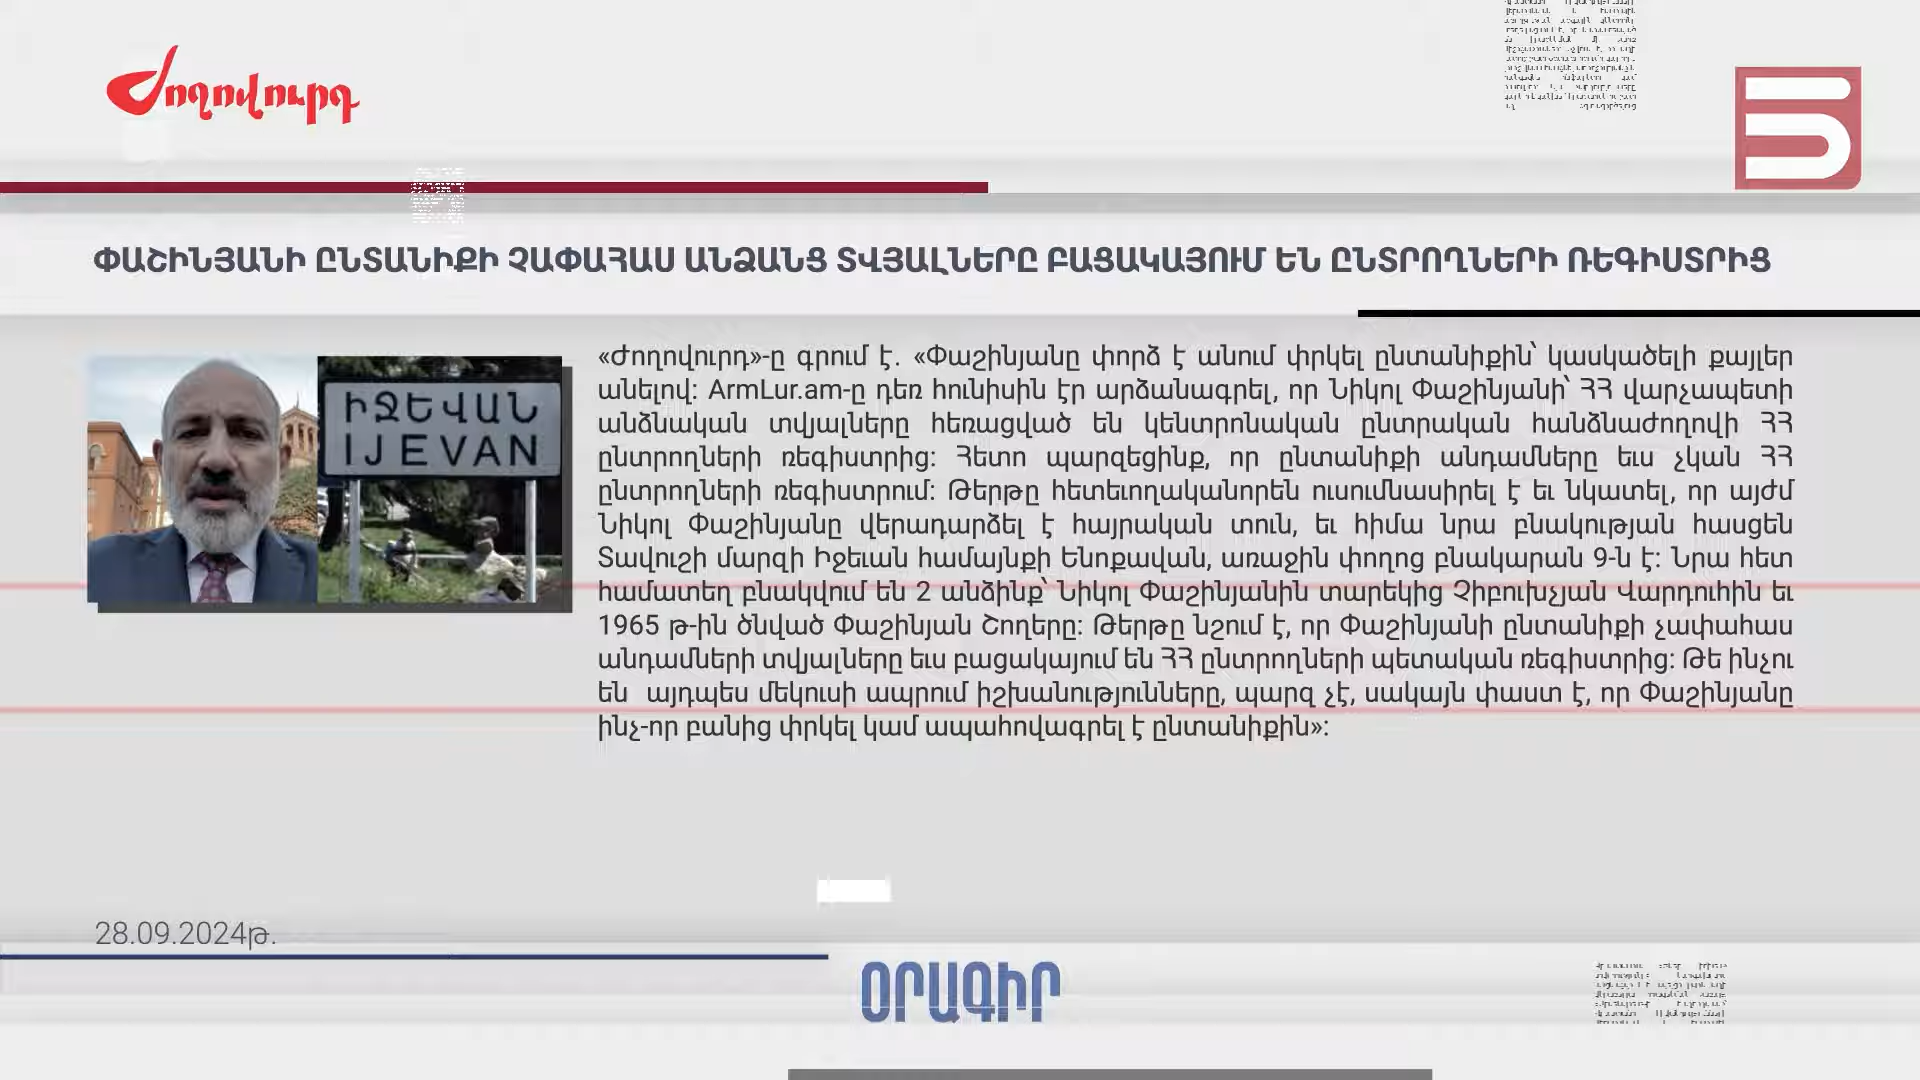 Ժողովուրդ
ՓԱՇԻՆՅԱՆԻ ԸՆՏԱՆԻՔԻ ՉԱՓԱՀԱՍ ԱՆՁԱՆՑ ՏՎՅԱԼՆԵՐԸ ԲԱՑԱԿԱՅՈՒՄ ԵՆ ԸՆՏՐՈՂՆԵՐԻ ՌԵԳԻՍՏՐԻՑ
ԻՋԵՎԱՆ
IJEVAN
«Ժողովուրդ»-ը գրում է. «Փաշինյանը փորձ է անում փրկել ընտանիքին՝ կասկածելի քայլեր
անելով: ArmLur.am-ը դեռ հունիսին էր արձանագրել, որ Նիկոլ Փաշինյանի՝ ՀՀ վարչապետի
անձնական տվյալները հեռացված են կենտրոնական ընտրական հանձնաժողովի ՀՀ
ընտրողների ռեգիստրից: Հետո պարզեցինք, որ ընտանիքի անդամները եւս չկան ՀՀ
ընտրողների ռեգիստրում: Թերթը հետեւողականորեն ուսումնասիրել է եւ նկատել, որ այժմ
Նիկոլ Փաշինյանը վերադարձել է հայրական տուն, եւ հիմա նրա բնակության հասցեն
Տավուշի մարզի Իջեւան համայնքի Ենոքավան, առաջին փողոց բնակարան 9-ն է: Նրա հետ
համատեղ բնակվում են 2 անձինք՝ Նիկոլ Փաշինյանին տարեկից Չիբուխչյան Վարդուհին եւ
1965 թ-ին ծնված Փաշինյան Շողերը: Թերթը նշում է, որ Փաշինյանի ընտանիքի չափահաս
անդամների տվյալները եւս բացակայում են ՀՀ ընտրողների պետական ռեգիստրից: Թե ինչու
են այդպես մեկուսի ապրում իշխանությունները, պարզ չէ, սակայն փաստ է, որ Փաշինյանը
ինչ-որ բանից փրկել կամ ապահովագրել է ընտանիքին»:
28.09.2024թ.
ՕՐԱԳԻՐ